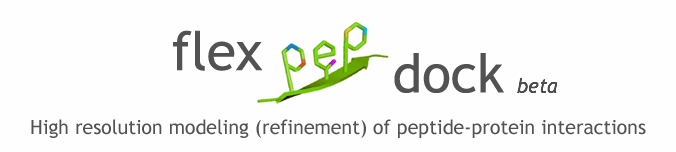 flex pep dock beta
High resolution modeling (refinement) of peptide-protein interactions